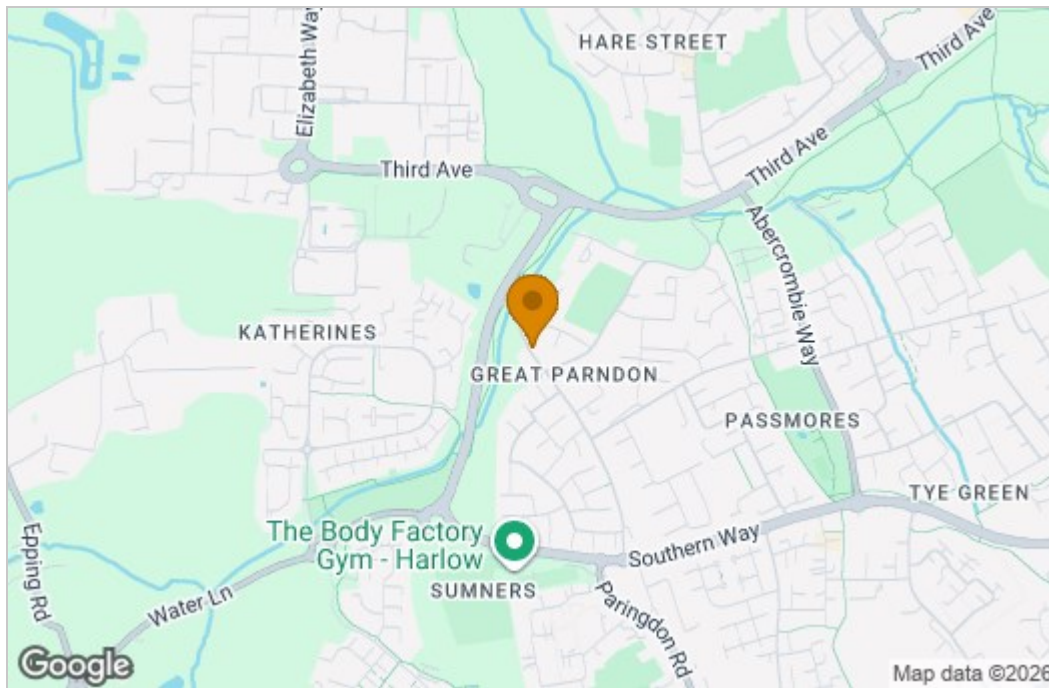 HARE STREET
Third Ave
Elizabeth Way
Third Ave
Third Ave
Abercrombie Way
KATHERINES
GREAT PARNDON
PASSMORES
TYE GREEN
The Body Factory
Gym - Harlow
Southern Way
Epping Rd
SUMNERS
Water Ln
Paringdon Rd
Google
Map data ©2026